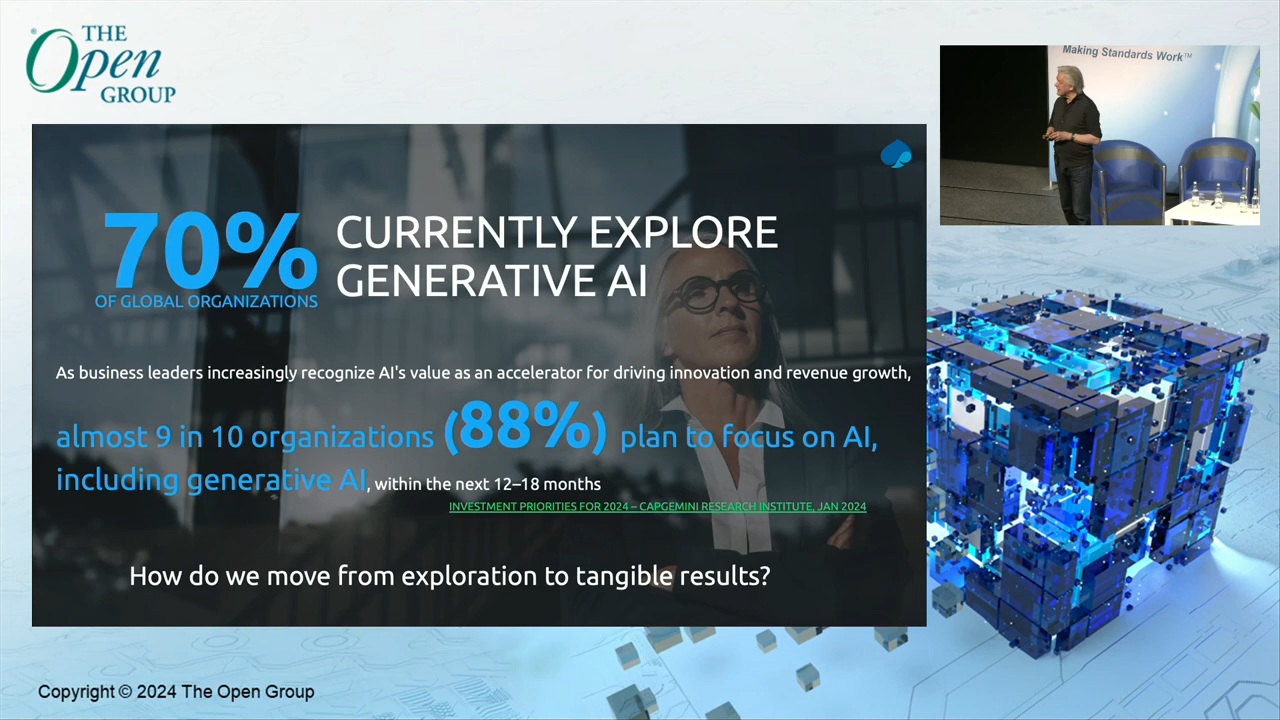 THE
Open
GROUP
Making Standards Work™
70%
OF GLOBAL ORGANIZATIONS
CURRENTLY EXPLORE
GENERATIVE AI
As business leaders increasingly recognize AI's value as an accelerator for driving innovation and revenue growth,
almost 9 in 10 organizations (88%) plan to focus on AI,
including generative AI, within the next 12–18 months
INVESTMENT PRIORITIES FOR 2024 – CAPGEMINI RESEARCH INSTITUTE, JAN 2024
How do we move from exploration to tangible results?
Copyright © 2024 The Open Group